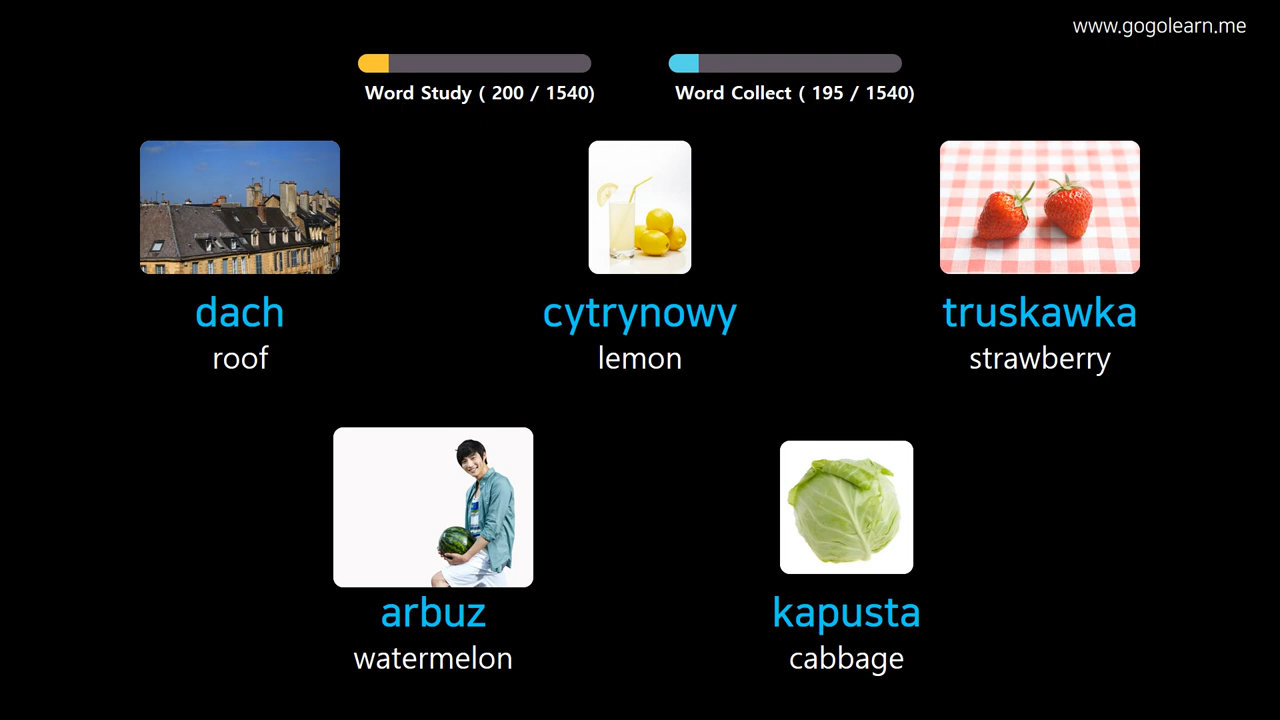 www.gogolearn.me
Word Study ( 200 / 1540)
Word Collect ( 195 / 1540)
dach
roof
cytrynowy
lemon
truskawka
strawberry
arbuz
watermelon
kapusta
cabbage